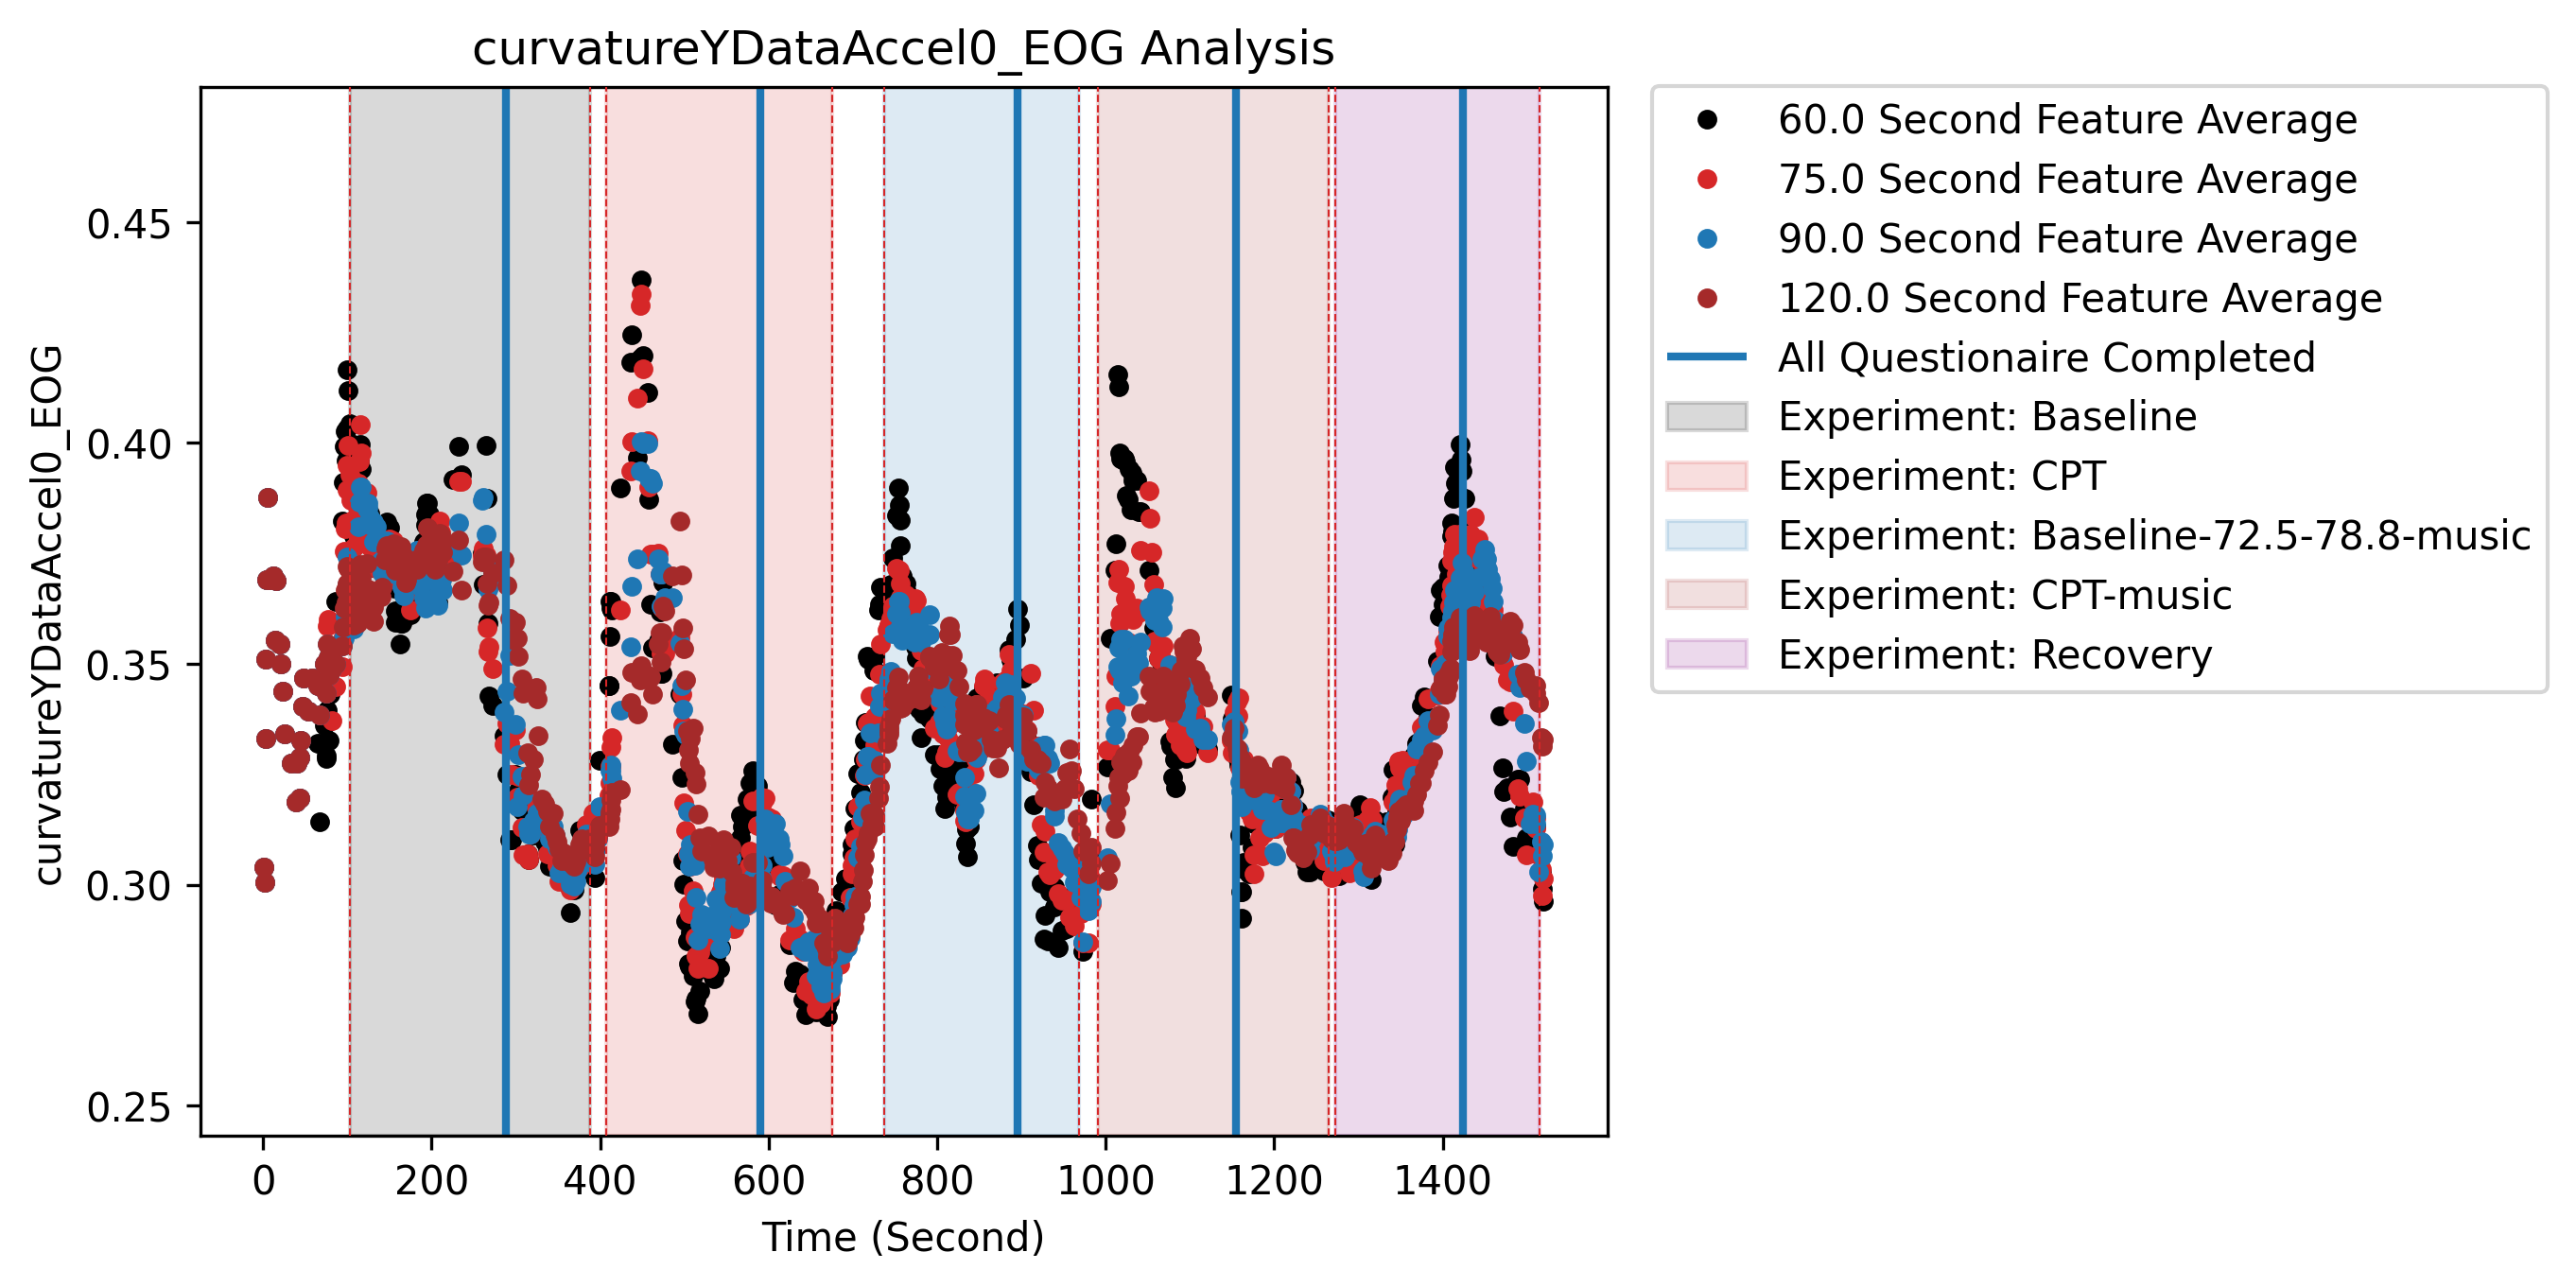 curvatureYDataAccel0_EOG Analysis
curvatureYDataAccel0_EOG
0.45
0.40
0.35
0.30
0.25
0 200 400 600 800 1000 1200 1400
Time (Second)
60.0 Second Feature Average
75.0 Second Feature Average
90.0 Second Feature Average
120.0 Second Feature Average
All Questionaire Completed
Experiment: Baseline
Experiment: CPT
Experiment: Baseline-72.5-78.8-music
Experiment: CPT-music
Experiment: Recovery